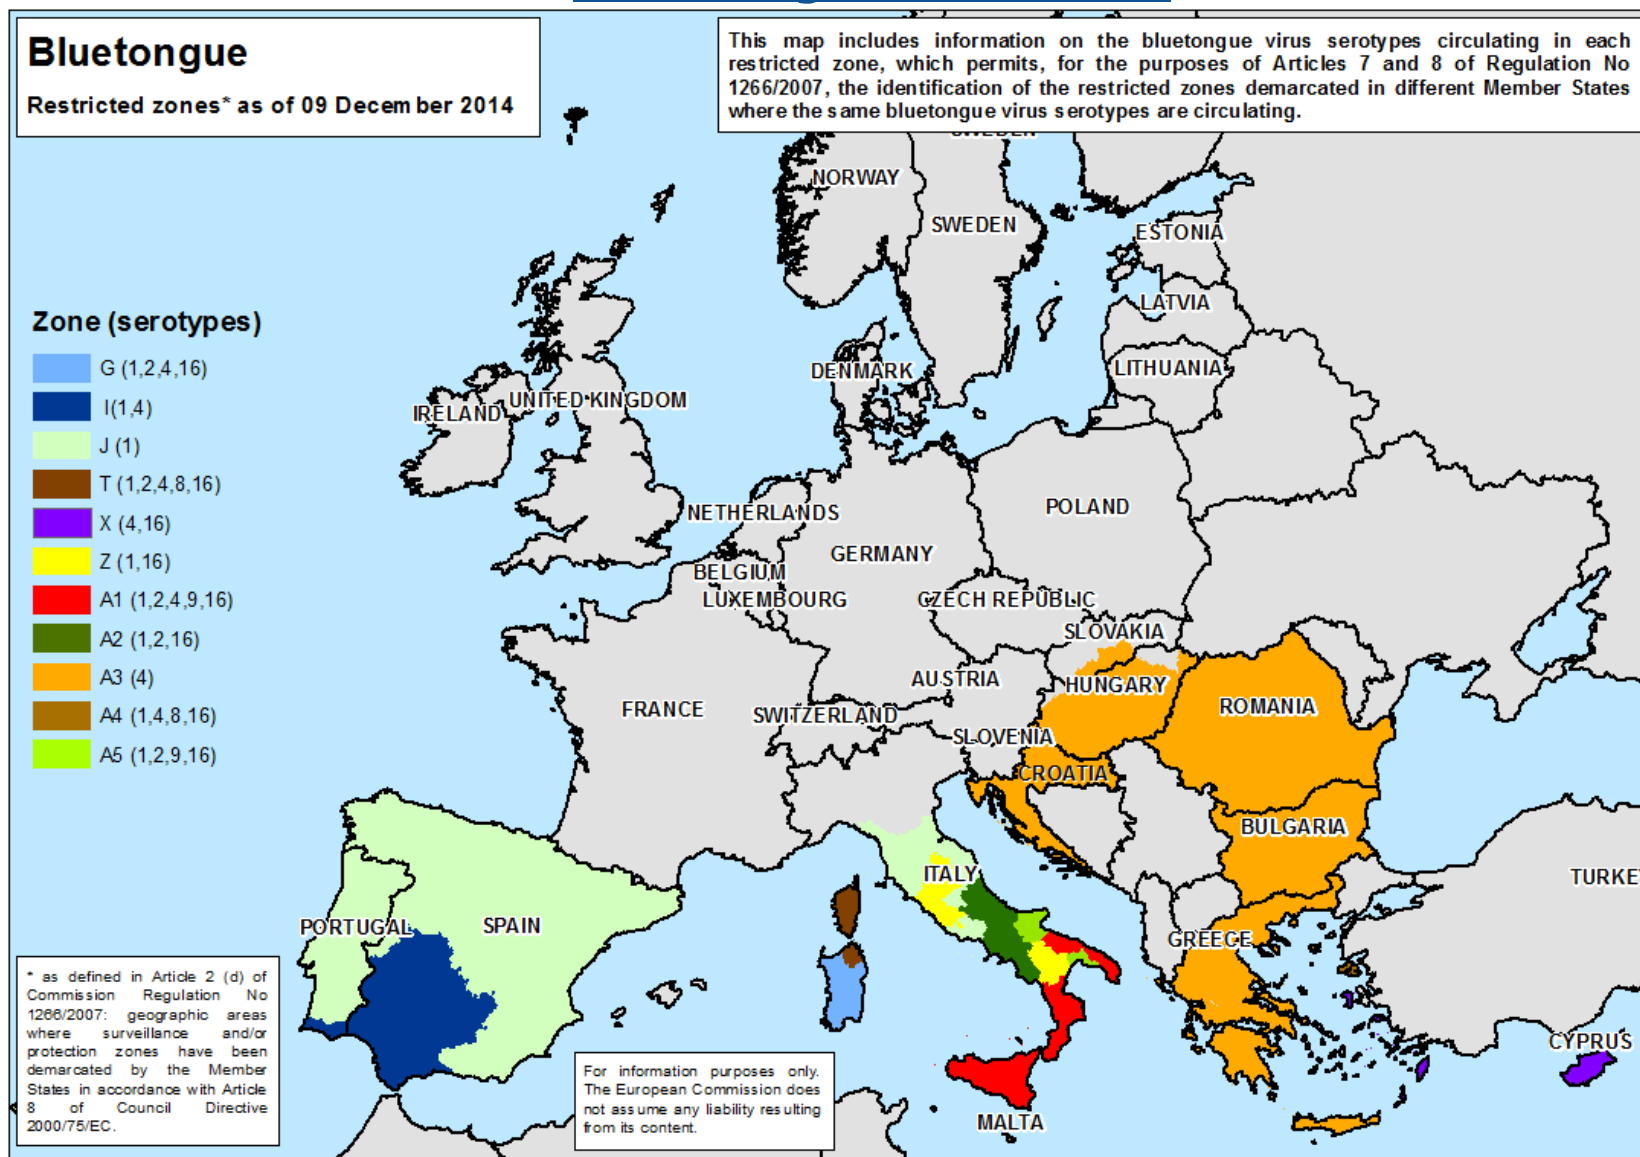 Bluetongue
Restricted zones* as of 09 December 2014
This map includes information on the bluetongue virus serotypes circulating in each
restricted zone, which permits, for the purposes of Articles 7 and 8 of Regulation No
1266/2007, the identification of the restricted zones demarcated in different Member States
where the same bluetongue virus serotypes are circulating.
SWEDEN
NORWAY
SWEDEN
ESTONIA
LATVIA
LITHUANIA
DENMARK
IRELAND
UNITED KINGDOM
Zone (serotypes)
G (1,2,4,16)
I(1,4)
J (1)
T (1,2,4,8,16)
X (4,16)
Z (1,16)
A1 (1,2,4,9,16)
A2 (1,2,16)
A3 (4)
A4 (1,4,8,16)
A5 (1,2,9,16)
NETHERLANDS
POLAND
GERMANY
BELGIUM
LUXEMBOURG
CZECH REPUBLIC
SLOVAKIA
AUSTRIA
HUNGARY
FRANCE
SWITZERLAND
ROMANIA
SLOVENIA
CROATIA
BULGARIA
ITALY
TURKE
PORTUGAL
SPAIN
GREECE
CYPRUS
MALTA
* as defined in Article 2 (d) of
Commission Regulation No
1266/2007: geographic areas
where surveillance and/or
protection zones have been
demarcated by the Member
States in accordance with Article
8 of Council Directive
2000/75/EC.
For information purposes only.
The European Commission does
not assume any liability resulting
from its content.